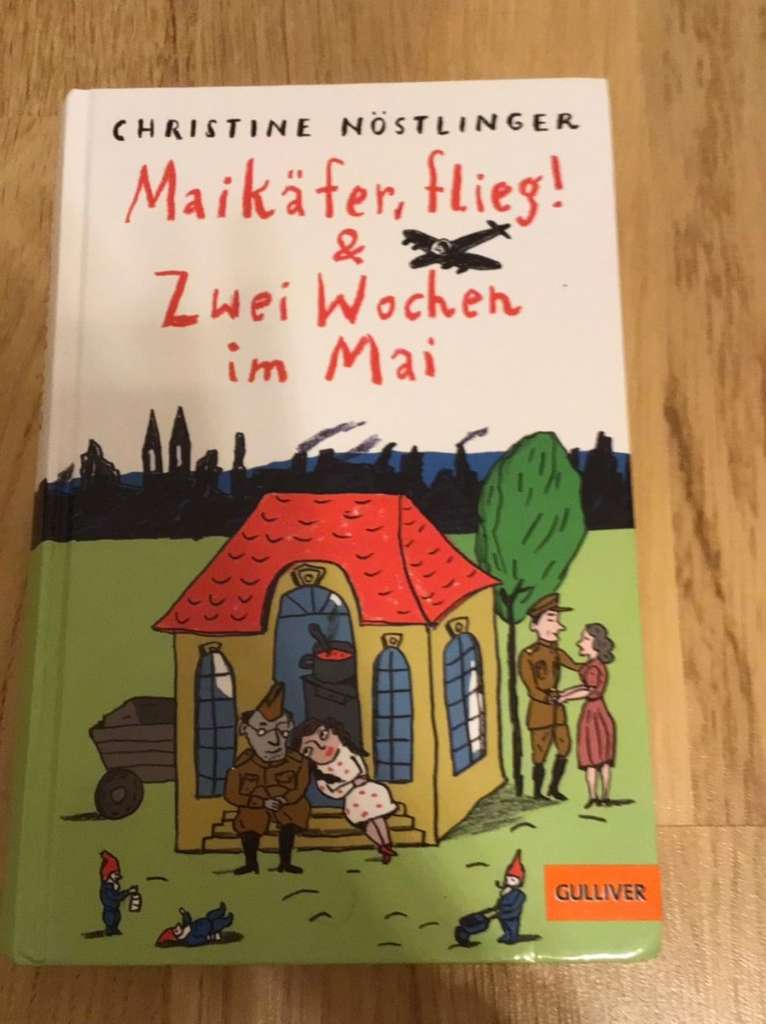 CHRISTINE NÖSTLINGER
Maikäfer, flieg!
&
Zwei Wochen
im Mai
GULLIVER